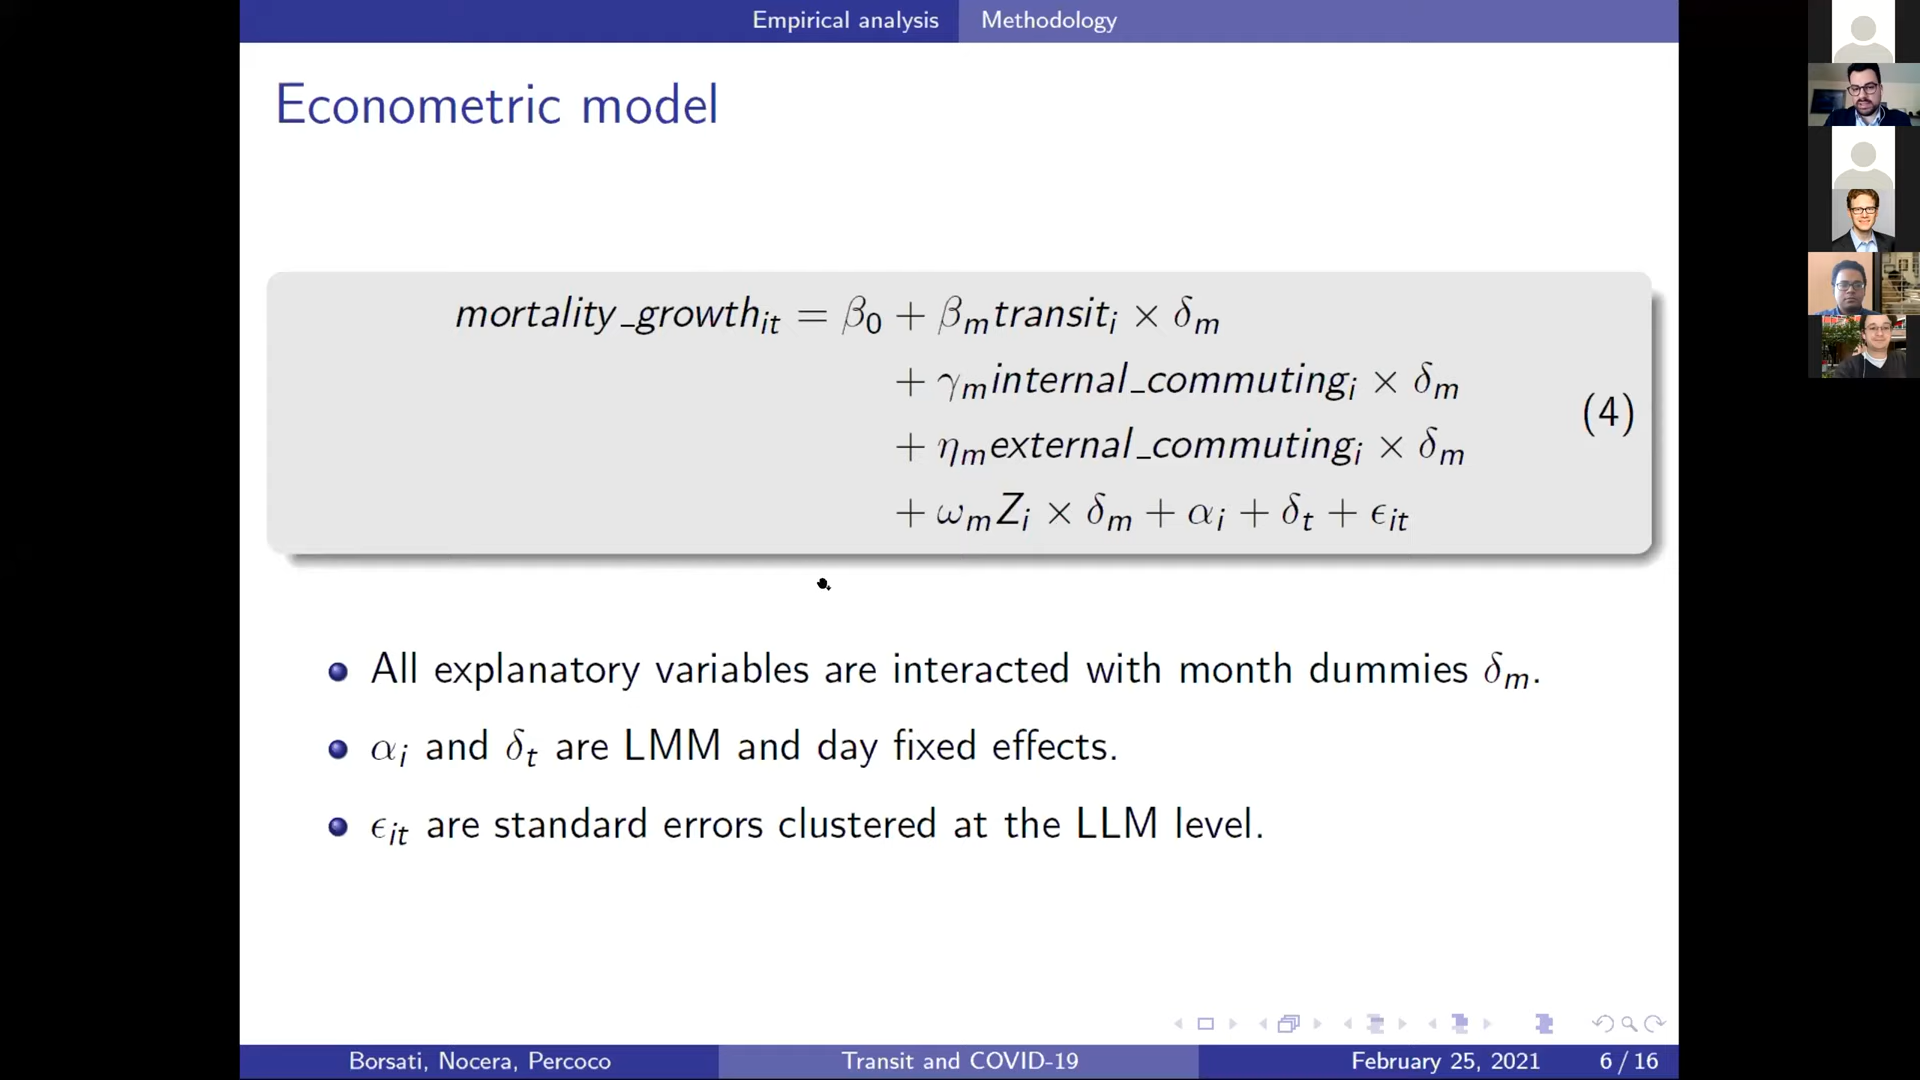 Empirical analysis Methodology
Econometric model
mortality_growth_it = β_0 + β_m transit_i × δ_m
+ γ_m internal_commuting_i × δ_m
+ η_m external_commuting_i × δ_m
(4)
+ ω_m Z_i × δ_m + α_i + δ_t + ϵ_it
All explanatory variables are interacted with month dummies δ_m.
α_i and δ_t are LMM and day fixed effects.
ϵ_it are standard errors clustered at the LLM level.
Borsati, Nocera, Percoco Transit and COVID-19 February 25, 2021 6 / 16